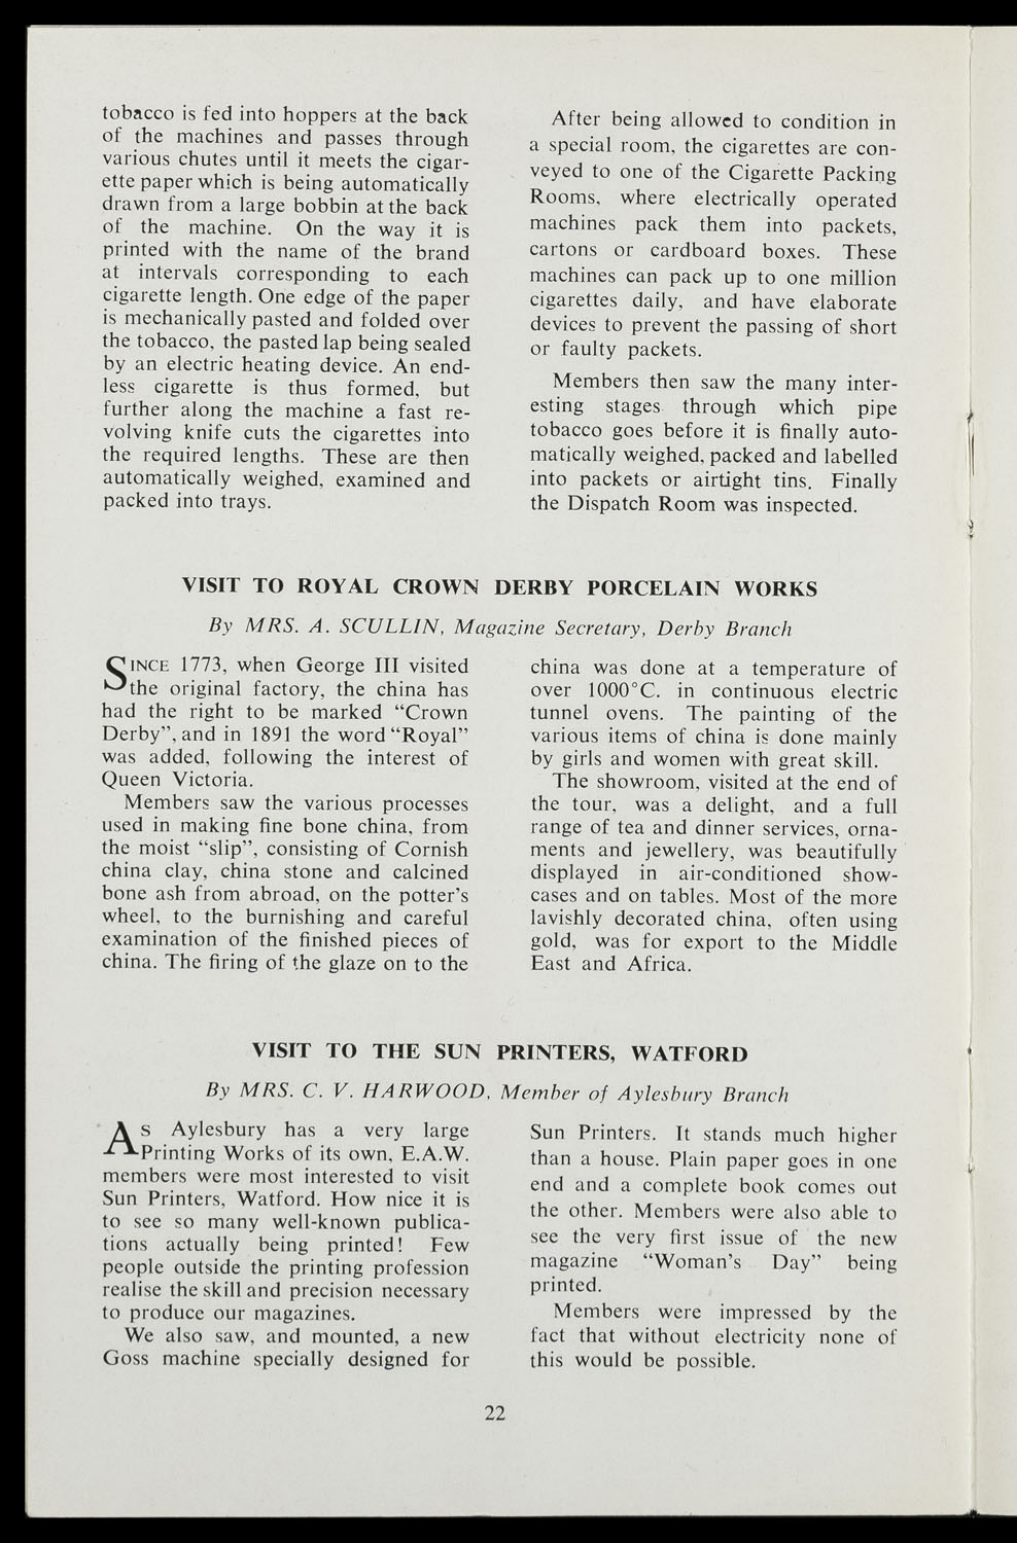 tobacco is fed into hoppers at the back
of the machines and passes through
various chutes until it meets the cigar-
ette paper which is being automatically
drawn from a large bobbin at the back
of the machine. On the way it is
printed with the name of the brand
at intervals corresponding to each
cigarette length. One edge of the paper
is mechanically pasted and folded over
the tobacco, the pasted lap being sealed
by an electric heating device. An end-
less cigarette is thus formed, but
further along the machine a fast re-
volving knife cuts the cigarettes into
the required lengths. These are then
automatically weighed, examined and
packed into trays.
After being allowed to condition in
a special room, the cigarettes are con-
veyed to one of the Cigarette Packing
Rooms, where electrically operated
machines pack them into packets,
cartons or cardboard boxes. These
machines can pack up to one million
cigarettes daily, and have elaborate
devices to prevent the passing of short
or faulty packets.
Members then saw the many inter-
esting stages through which pipe
tobacco goes before it is finally auto-
matically weighed, packed and labelled
into packets or airtight tins. Finally
the Dispatch Room was inspected.
VISIT TO ROYAL CROWN DERBY PORCELAIN WORKS
By MRS. A. SCULLIN, Magazine Secretary, Derby Branch
SINCE 1773, when George III visited
the original factory, the china has
had the right to be marked “Crown
Derby”, and in 1891 the word “Royal”
was added, following the interest of
Queen Victoria.
Members saw the various processes
used in making fine bone china, from
the moist “slip”, consisting of Cornish
china clay, china stone and calcined
bone ash from abroad, on the potter’s
wheel, to the burnishing and careful
examination of the finished pieces of
china. The firing of the glaze on to the
china was done at a temperature of
over 1000°C. in continuous electric
tunnel ovens. The painting of the
various items of china is done mainly
by girls and women with great skill.
The showroom, visited at the end of
the tour, was a delight, and a full
range of tea and dinner services, orna-
ments and jewellery, was beautifully
displayed in air-conditioned show-
cases and on tables. Most of the more
lavishly decorated china, often using
gold, was for export to the Middle
East and Africa.
VISIT TO THE SUN PRINTERS, WATFORD
By MRS. C. V. HARWOOD, Member of Aylesbury Branch
AS Aylesbury has a very large
Printing Works of its own, E.A.W.
members were most interested to visit
Sun Printers, Watford. How nice it is
to see so many well-known publica-
tions actually being printed! Few
people outside the printing profession
realise the skill and precision necessary
to produce our magazines.
We also saw, and mounted, a new
Goss machine specially designed for
Sun Printers. It stands much higher
than a house. Plain paper goes in one
end and a complete book comes out
the other. Members were also able to
see the very first issue of the new
magazine “Woman’s Day” being
printed.
Members were impressed by the
fact that without electricity none of
this would be possible.
22